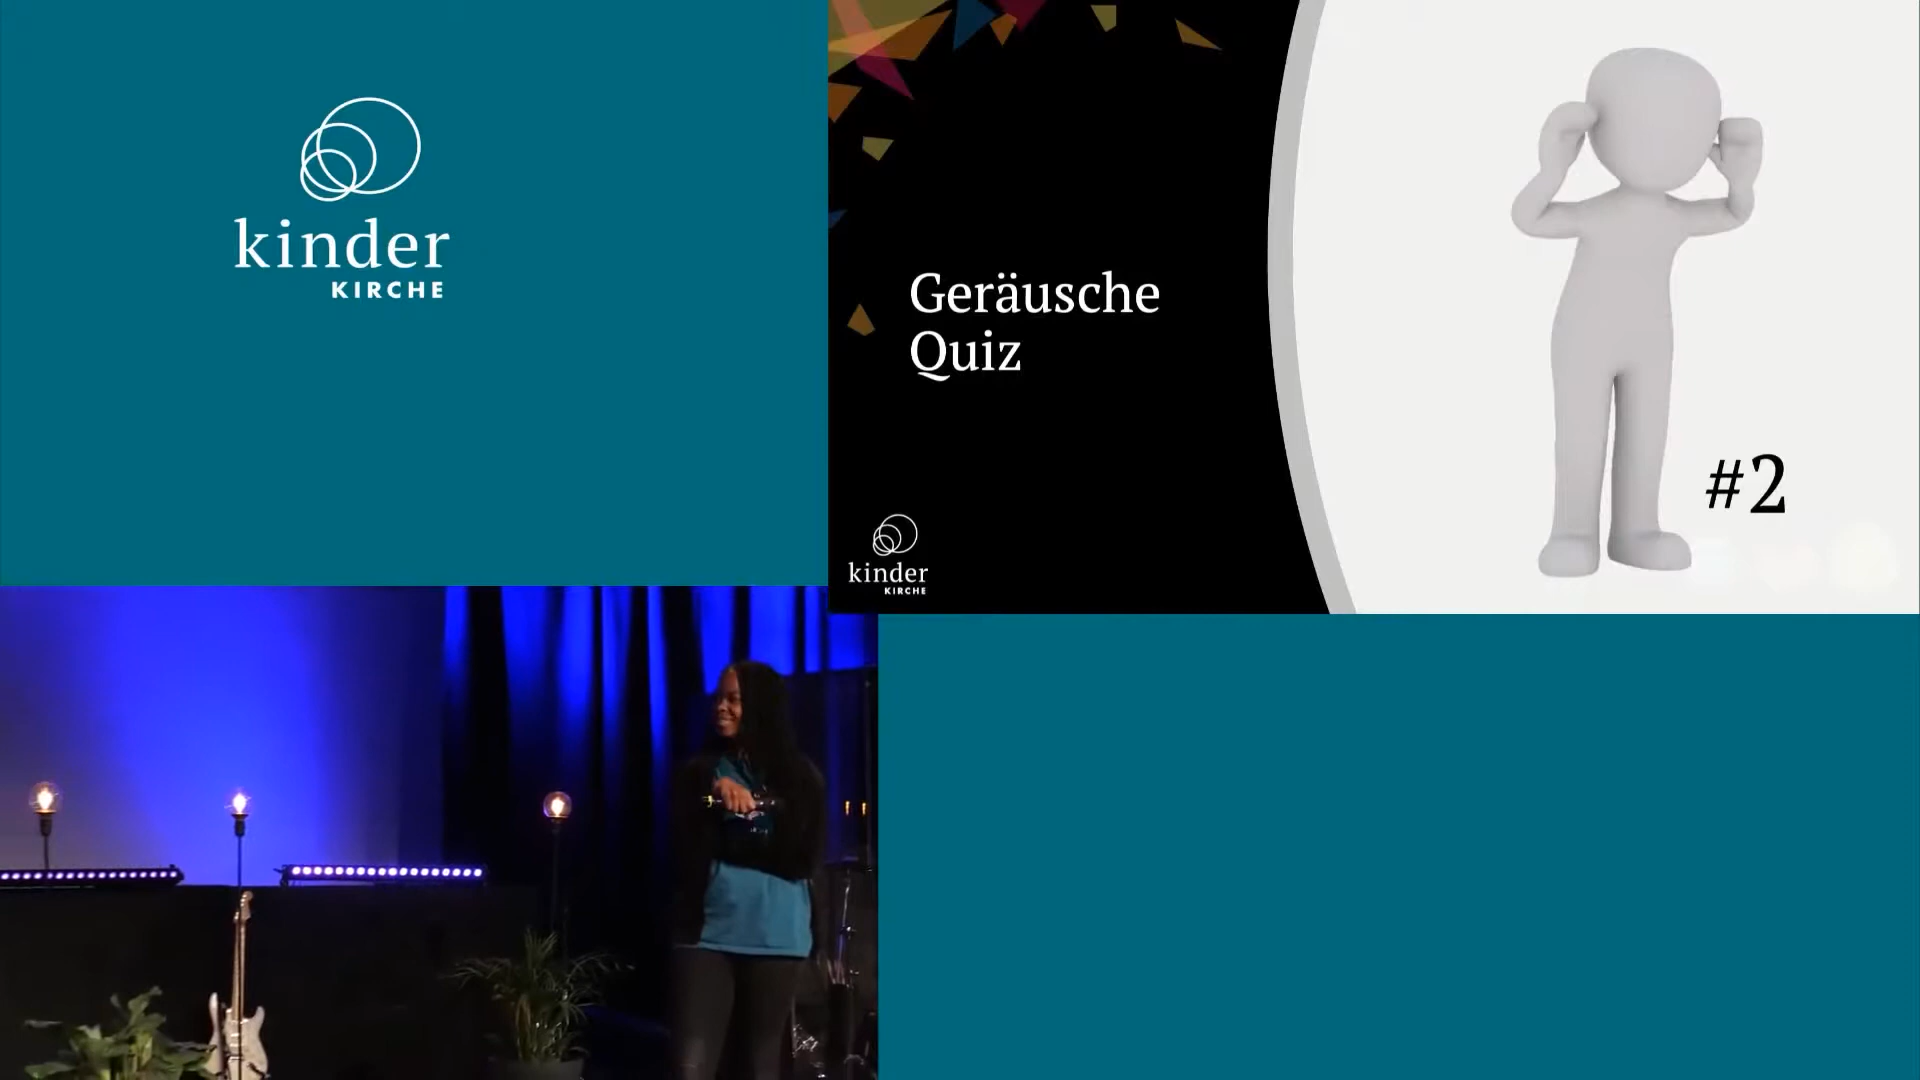 kinder
KIRCHE
Geräusche
Quiz
#2
kinder
KIRCHE